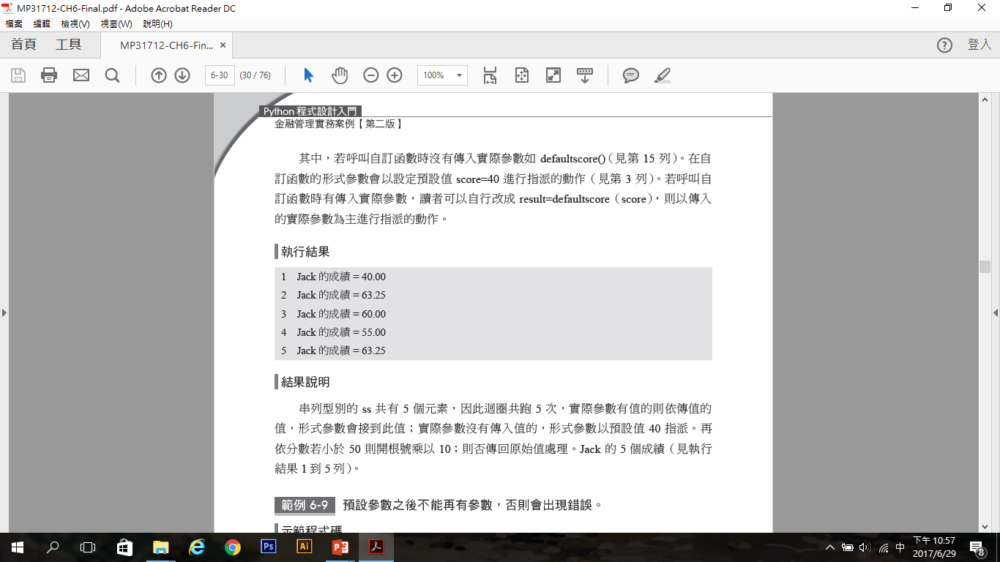 MP31712-CH6-Final.pdf - Adobe Acrobat Reader DC
檔案 編輯 檢視(V) 視窗(W) 說明(H)
首頁 工具 MP31712-CH6-Fin... × 登入
6-30 (30 / 76) 100%
Python 程式設計入門
金融管理實務案例【第二版】
其中，若呼叫自訂函數時沒有傳入實際參數如 defaultscore()（見第 15 列）。在自
訂函數的形式參數會以設定預設值 score=40 進行指派的動作（見第 3 列）。若呼叫自
訂函數時有傳入實際參數，讀者可以自行改成 result=defaultscore（score），則以傳入
的實際參數為主進行指派的動作。
執行結果
1 Jack 的成績 = 40.00
2 Jack 的成績 = 63.25
3 Jack 的成績 = 60.00
4 Jack 的成績 = 55.00
5 Jack 的成績 = 63.25
結果說明
串列型別的 ss 共有 5 個元素，因此迴圈共跑 5 次，實際參數有值的則依傳值的
值，形式參數會接到此值；實際參數沒有傳入值的，形式參數以預設值 40 指派。再
依分數若小於 50 則開根號乘以 10；則否傳回原始值處理。Jack 的 5 個成績（見執行
結果 1 到 5 列）。
範例 6-9 預設參數之後不能再有參數，否則會出現錯誤。
示範程式碼
Ps Ai 中 下午 10:57
2017/6/29 8